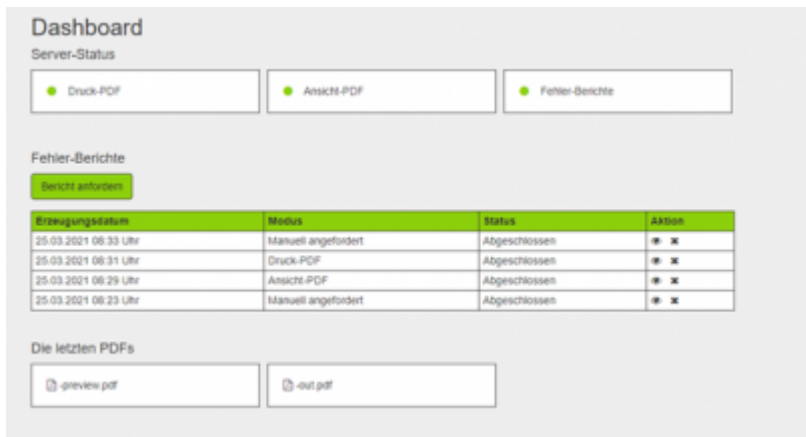 Dashboard
Server-Status
Druck-PDF Ansicht-PDF Fehler-Berichte
Fehler-Berichte
Bericht anfordern
Erzeugungsdatum Modus Status Aktion
25.03.2021 08:33 Uhr Manuell angefordert Abgeschlossen
25.03.2021 08:31 Uhr Druck-PDF Abgeschlossen
25.03.2021 08:29 Uhr Ansicht-PDF Abgeschlossen
25.03.2021 08:23 Uhr Manuell angefordert Abgeschlossen
Die letzten PDFs
-preview.pdf -out.pdf